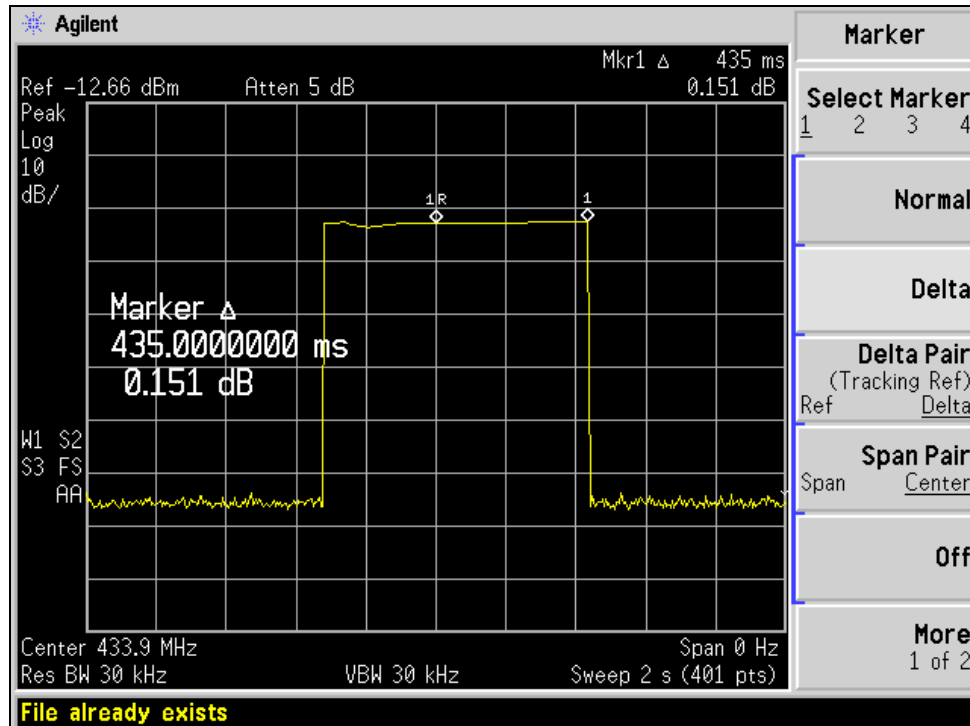 Agilent
Mkr1 Δ 435 ms
Ref -12.66 dBm Atten 5 dB 0.151 dB
Peak
Log
10
dB/
1R
1
Marker Δ
435.0000000 ms
0.151 dB
W1 S2
S3 FS
AA
Center 433.9 MHz Span 0 Hz
Res BW 30 kHz VBW 30 kHz Sweep 2 s (401 pts)
File already exists
Marker
Select Marker
1 2 3 4
Normal
Delta
Delta Pair
(Tracking Ref)
Ref Delta
Span Pair
Span Center
Off
More
1 of 2